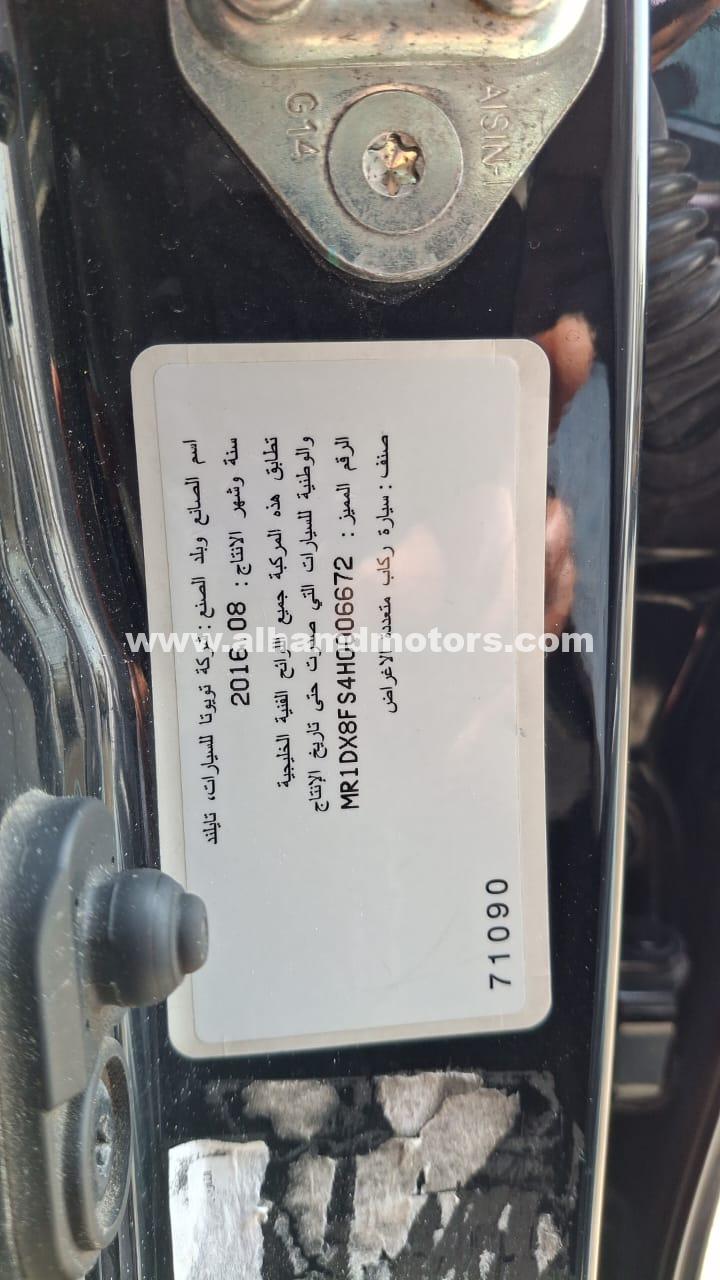 AISIN-I
G14
اسم الصانع وبلد الصنع : شركة تويوتا للسيارات، تايلند
سنة وشهر الانتاج : 2016 08
تطابق هذه المركبة جميع اللوائح الفنية الخليجية
والوطنية للسيارات التي صدرت حتى تاريخ الإنتاج
الرقم المميز : MR1DX8FS4H0006672
صنف : سيارة ركاب متعددة الاغراض
71090
www.alhamdmotors.com